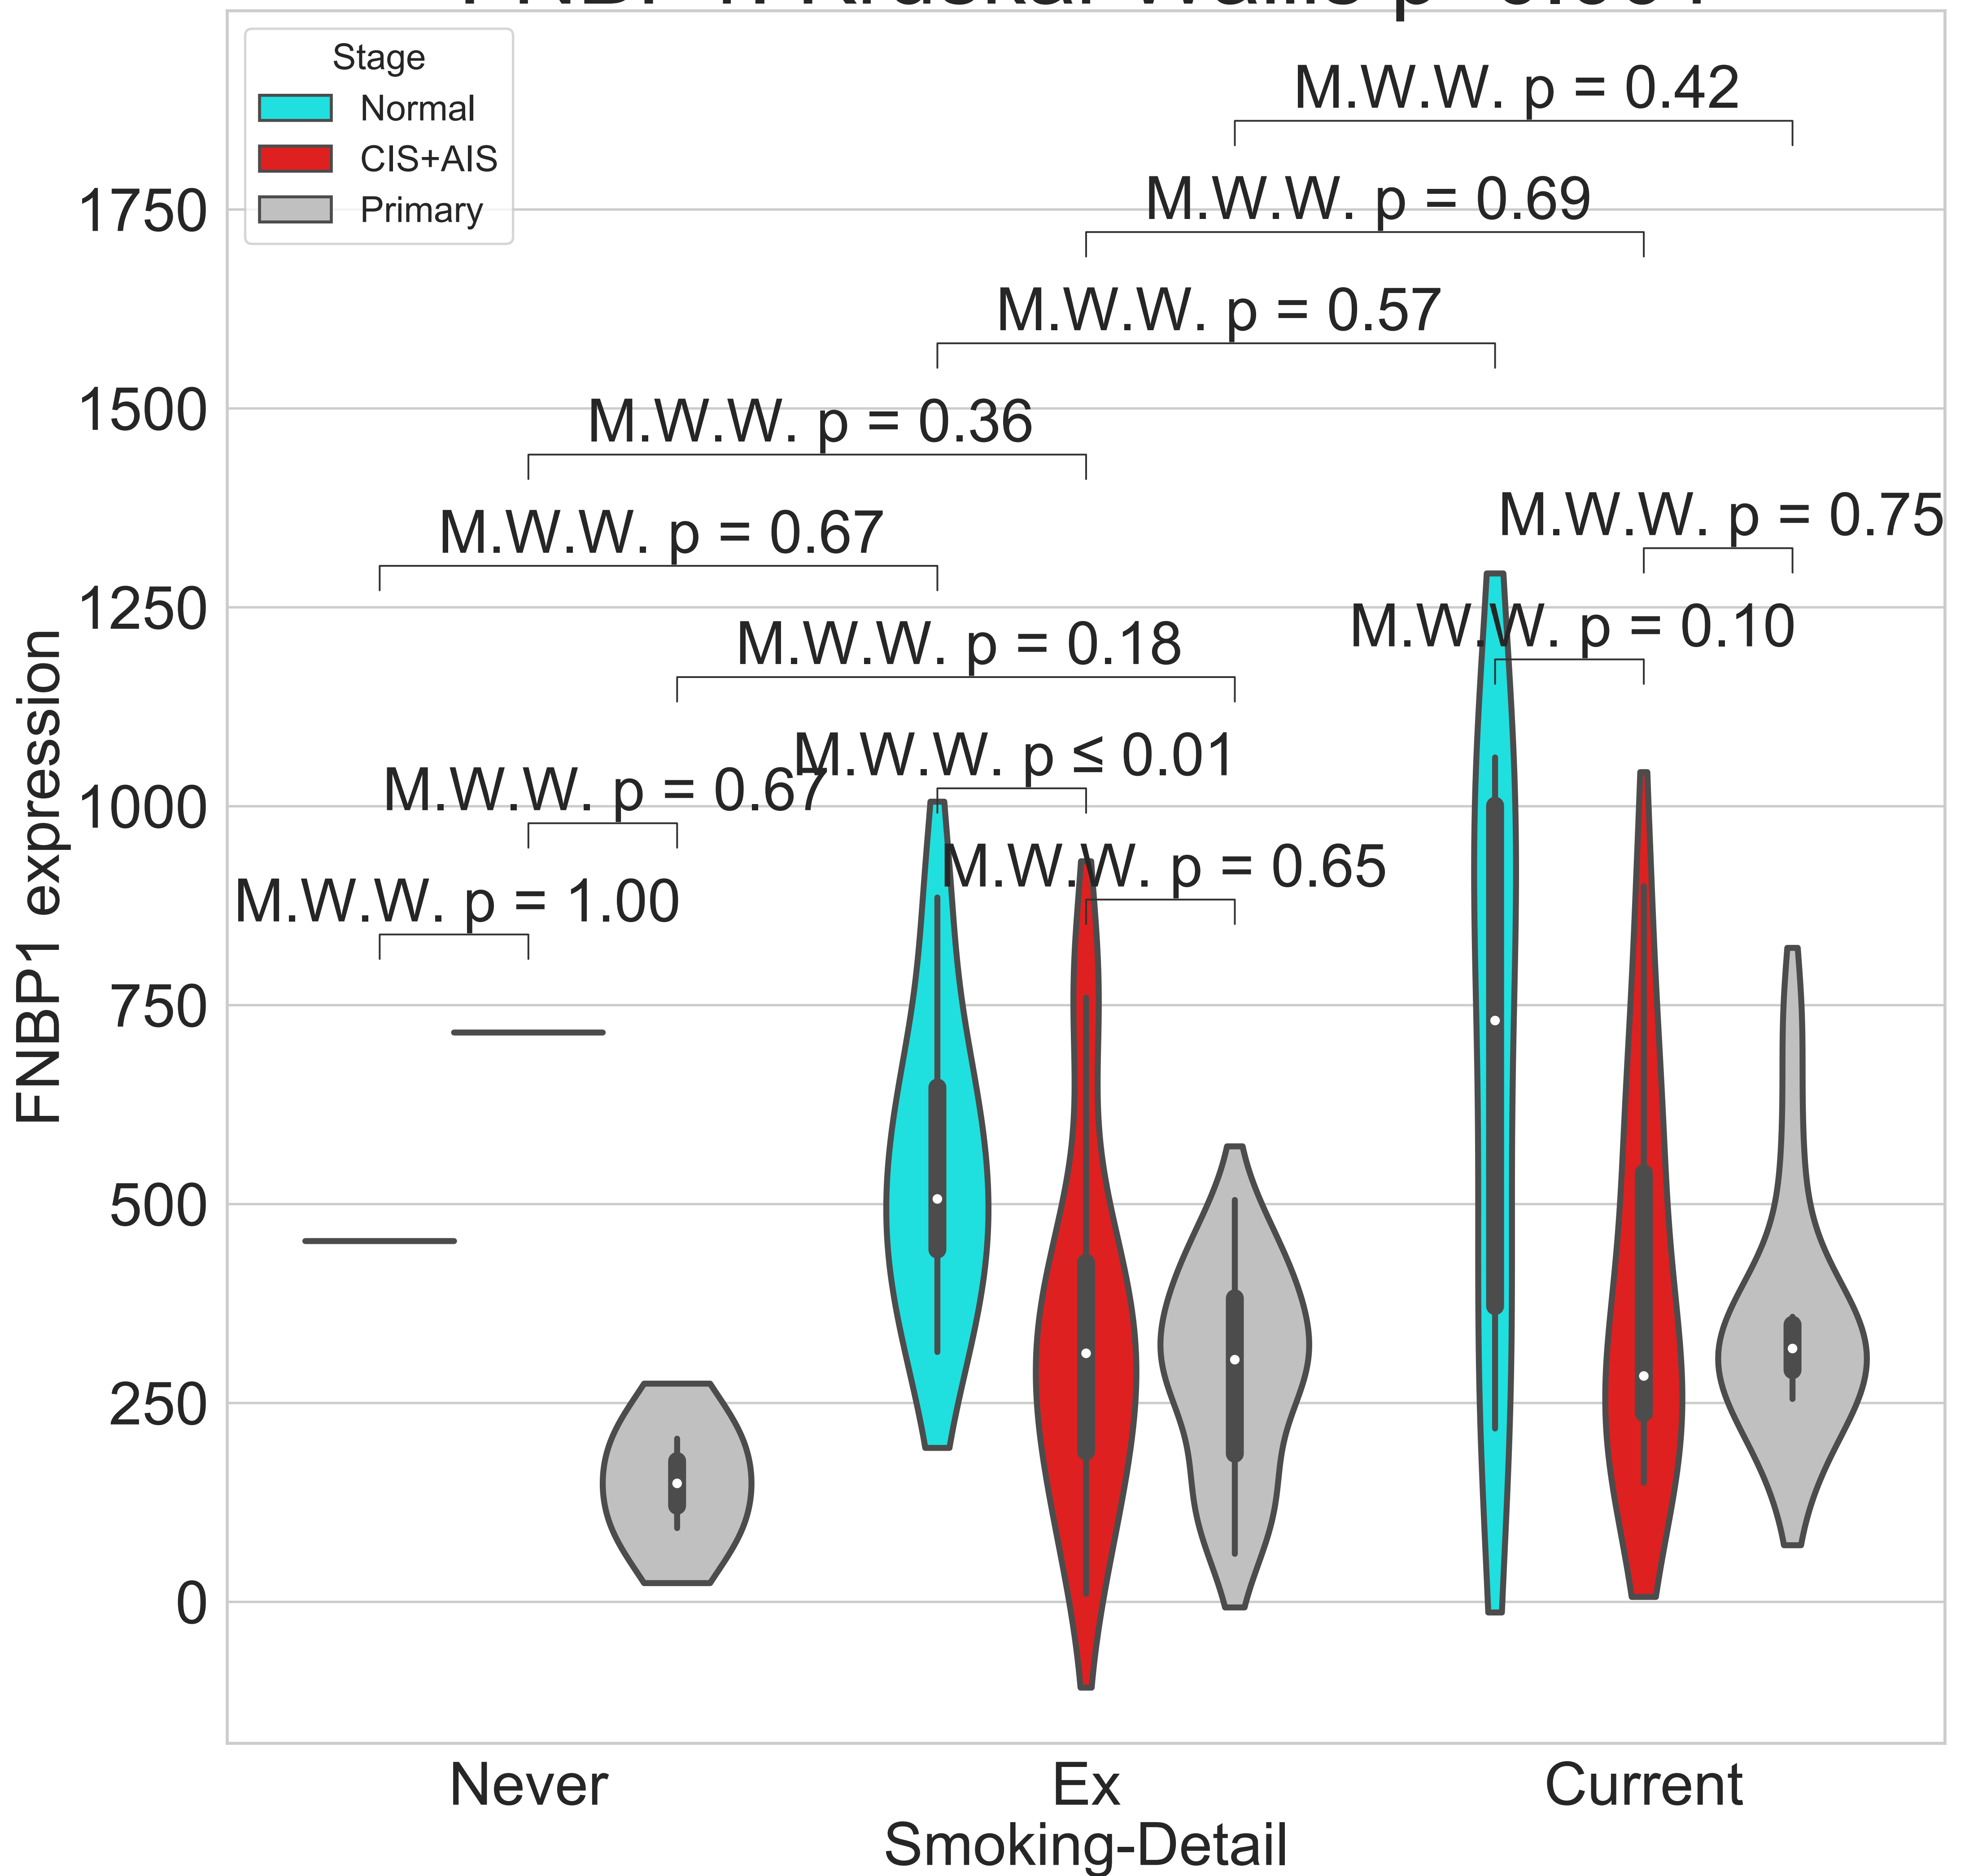 Stage
Normal
CIS+AIS
Primary
M.W.W. p = 0.42
M.W.W. p = 0.69
M.W.W. p = 0.57
M.W.W. p = 0.36
M.W.W. p = 0.75
M.W.W. p = 0.67
M.W.W. p = 0.10
M.W.W. p = 0.18
M.W.W. p ≤ 0.01
M.W.W. p = 0.67
M.W.W. p = 0.65
M.W.W. p = 1.00
1750
1500
1250
1000
750
500
250
0
FNBP1 expression
Never
Ex
Current
Smoking-Detail